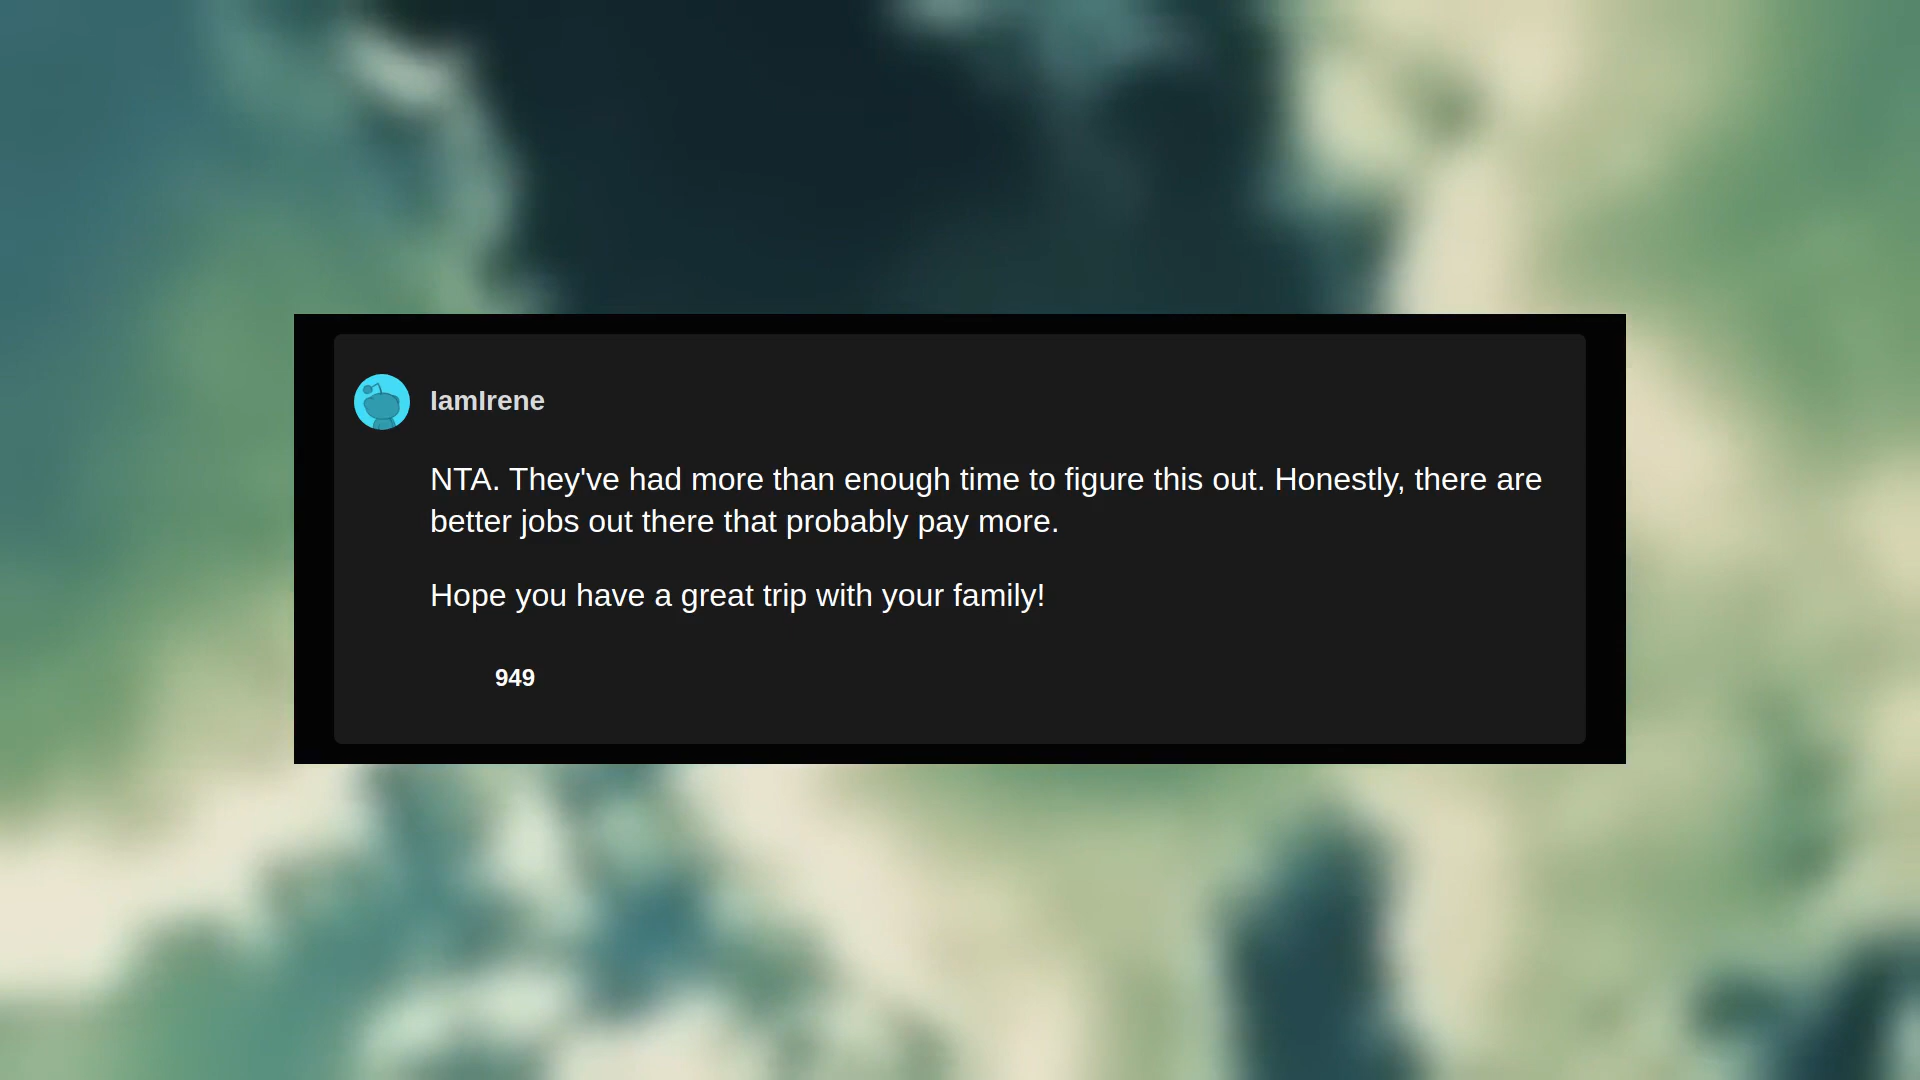 IamIrene
NTA. They've had more than enough time to figure this out. Honestly, there are
better jobs out there that probably pay more.
Hope you have a great trip with your family!
949